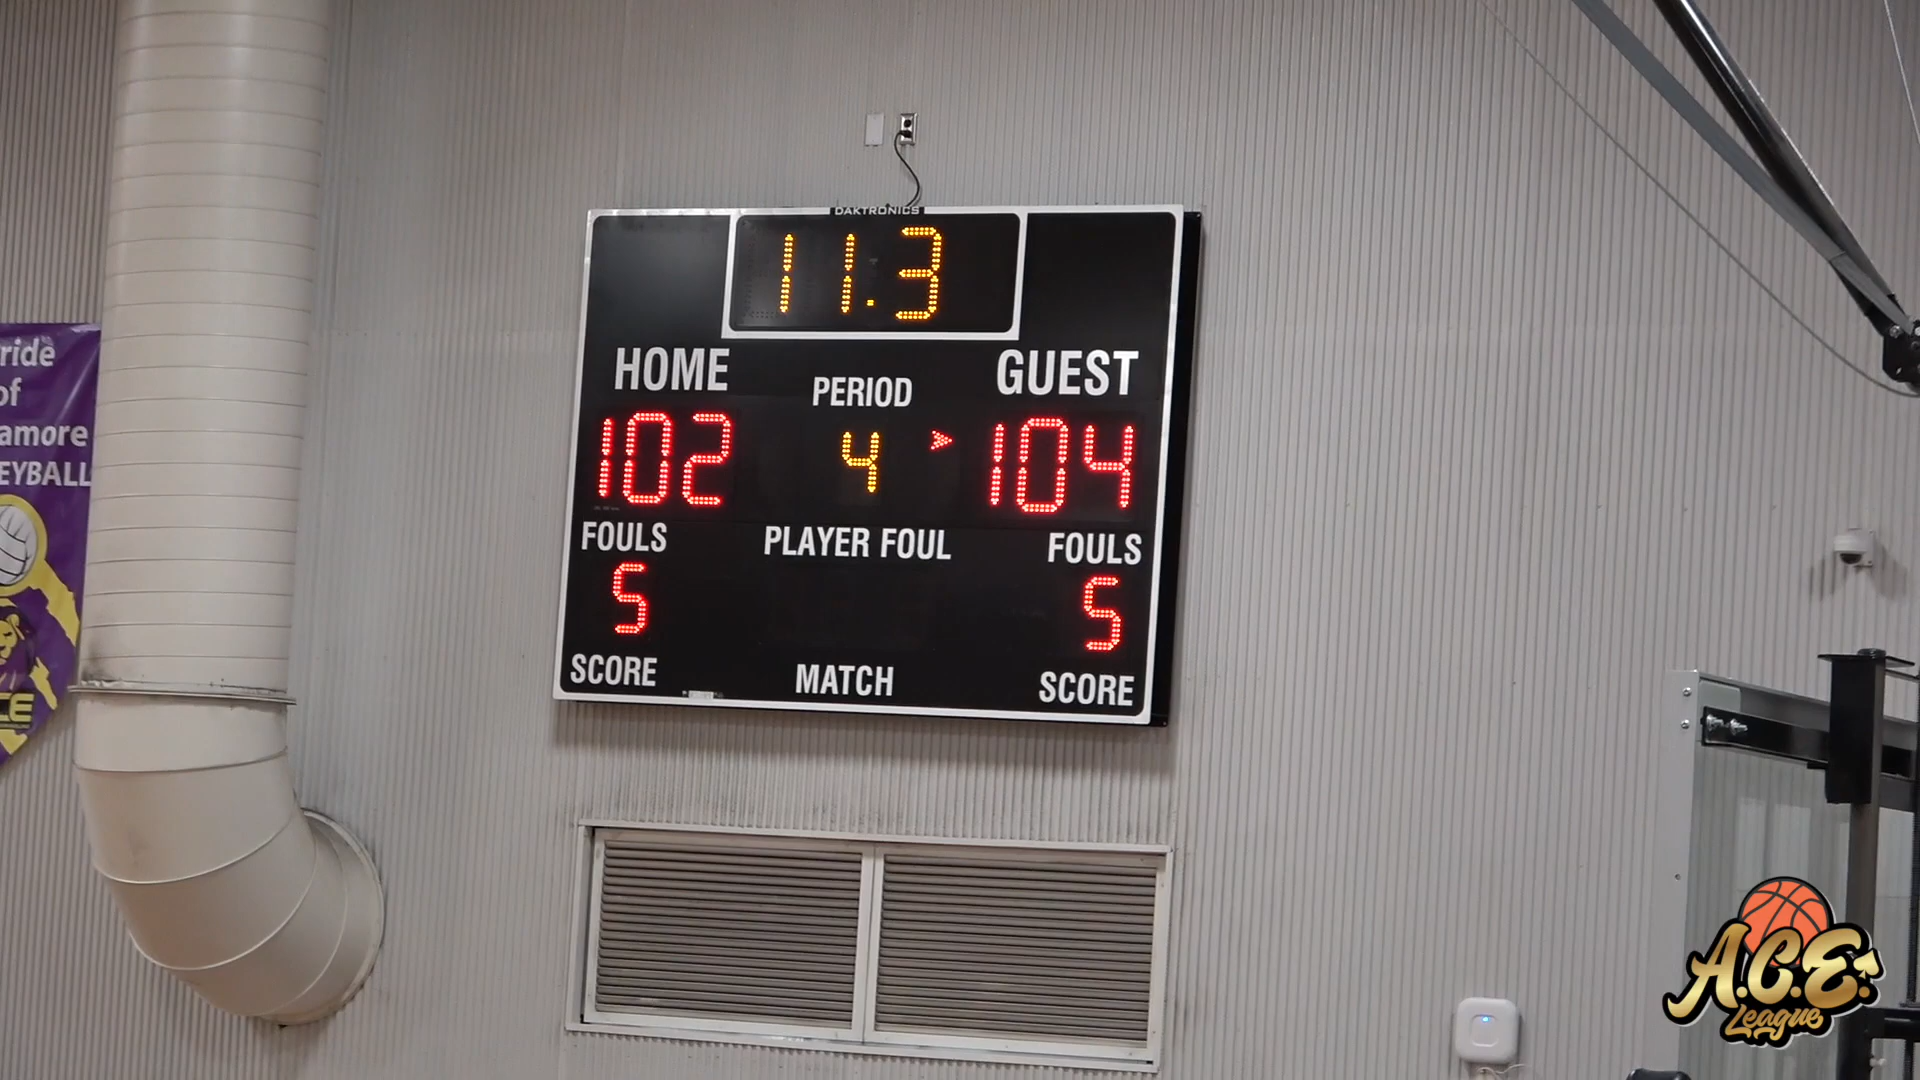 DAKTRONICS
11.3
HOME
PERIOD
GUEST
102
4
104
FOULS
PLAYER FOUL
FOULS
5
5
SCORE
MATCH
SCORE
ride
of
amore
EYBALL
CE
A.C.E.
League